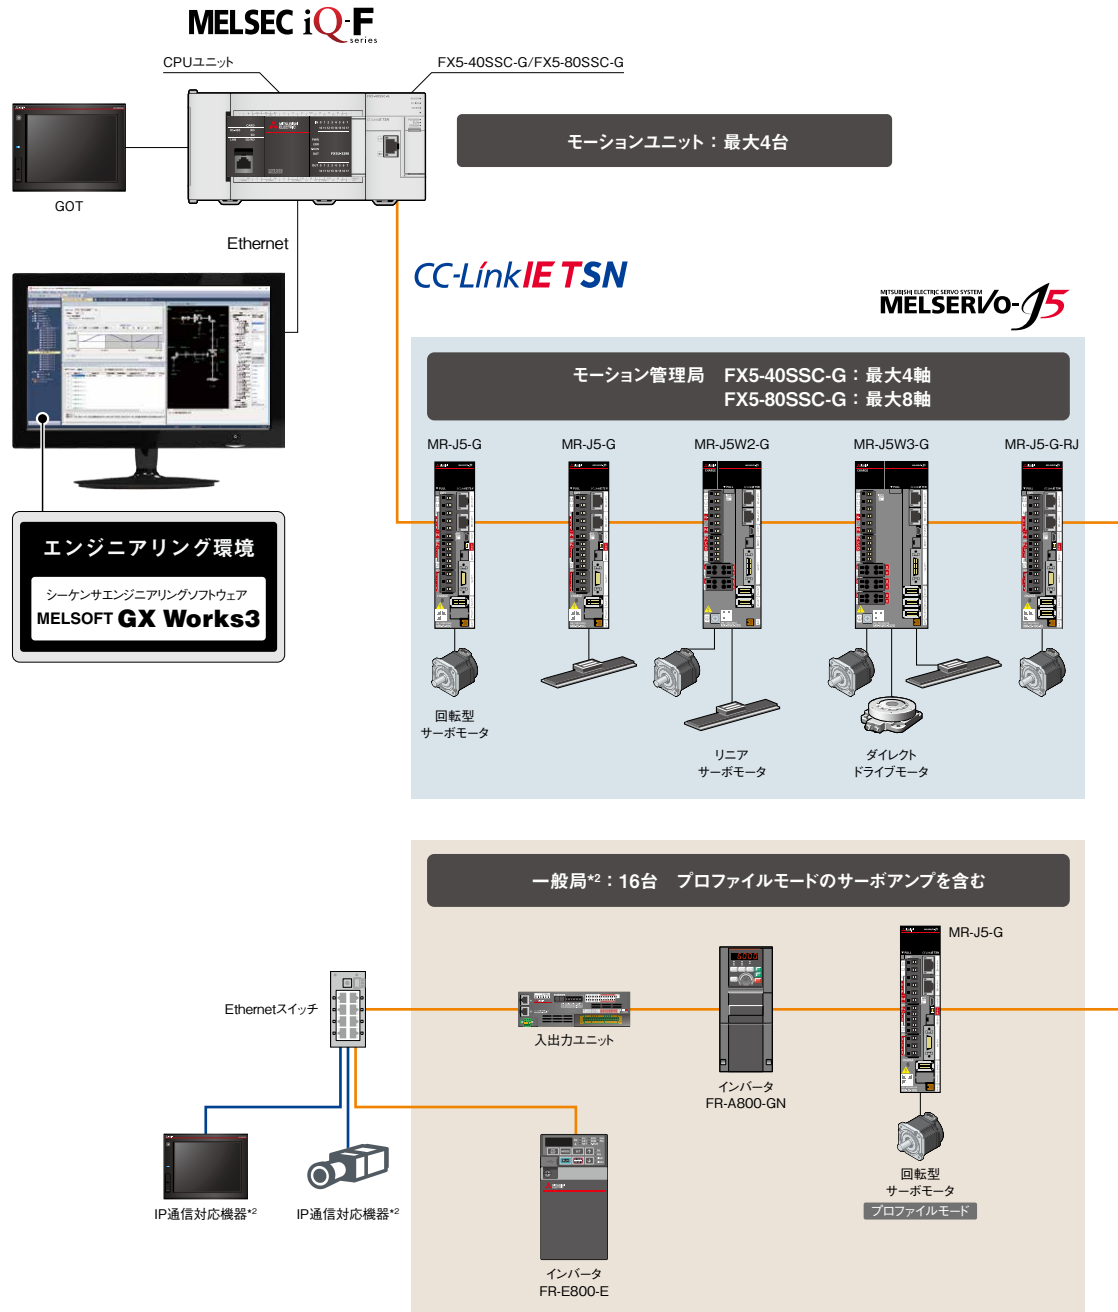 MELSEC iQ-F
series
CPUユニット
FX5-40SSC-G/FX5-80SSC-G
モーションユニット：最大4台
GOT
Ethernet
CC-Link IE TSN
MITSUBISHI ELECTRIC SERVO SYSTEM
MELSERVO-J5
モーション管理局 FX5-40SSC-G：最大4軸
FX5-80SSC-G：最大8軸
MR-J5-G
MR-J5-G
MR-J5W2-G
MR-J5W3-G
MR-J5-G-RJ
エンジニアリング環境
シーケンサエンジニアリングソフトウェア
MELSOFT GX Works3
回転型
サーボモータ
リニア
サーボモータ
ダイレクト
ドライブモータ
一般局*2：16台 プロファイルモードのサーボアンプを含む
MR-J5-G
Ethernetスイッチ
入出力ユニット
インバータ
FR-A800-GN
回転型
サーボモータ
プロファイルモード
IP通信対応機器*2
IP通信対応機器*2
インバータ
FR-E800-E